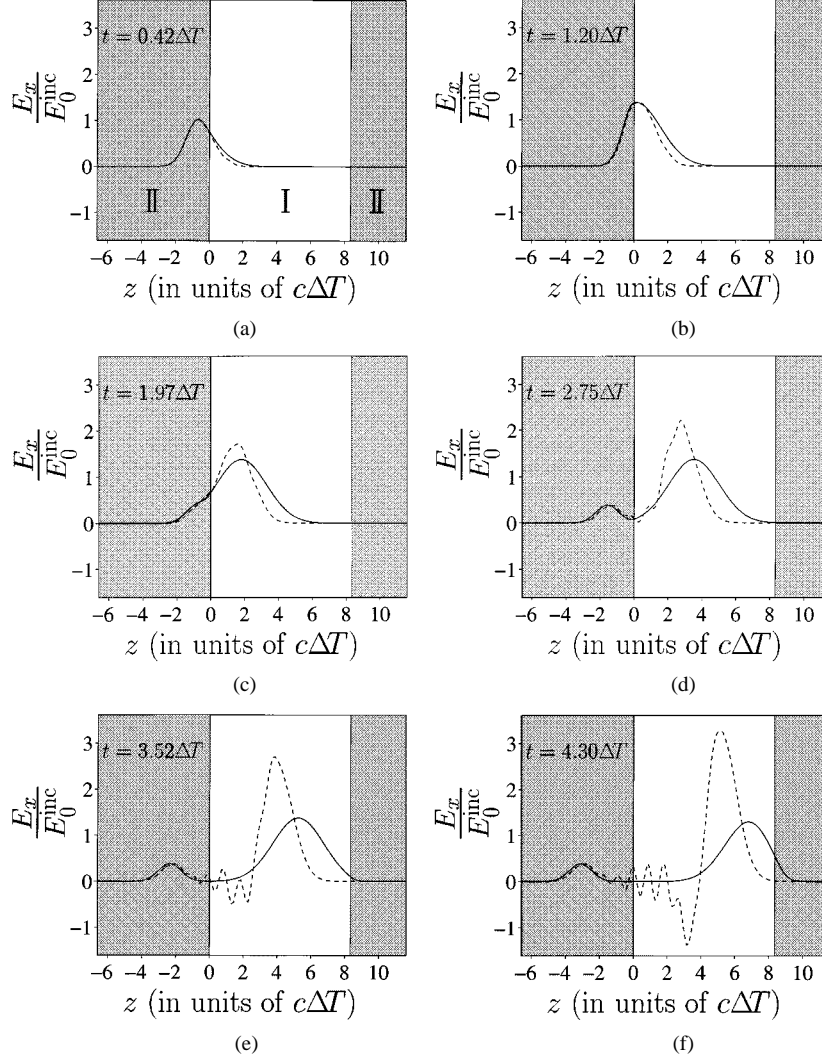 t = 0.42ΔT
t = 1.20ΔT
E_x / E_0^inc
3
2
1
0
−1
II
I
II
−6 −4 −2 0 2 4 6 8 10
z (in units of cΔT)
(a)
E_x / E_0^inc
3
2
1
0
−1
−6 −4 −2 0 2 4 6 8 10
z (in units of cΔT)
(b)
t = 1.97ΔT
E_x / E_0^inc
3
2
1
0
−1
−6 −4 −2 0 2 4 6 8 10
z (in units of cΔT)
(c)
t = 2.75ΔT
E_x / E_0^inc
3
2
1
0
−1
−6 −4 −2 0 2 4 6 8 10
z (in units of cΔT)
(d)
t = 3.52ΔT
E_x / E_0^inc
3
2
1
0
−1
−6 −4 −2 0 2 4 6 8 10
z (in units of cΔT)
(e)
t = 4.30ΔT
E_x / E_0^inc
3
2
1
0
−1
−6 −4 −2 0 2 4 6 8 10
z (in units of cΔT)
(f)